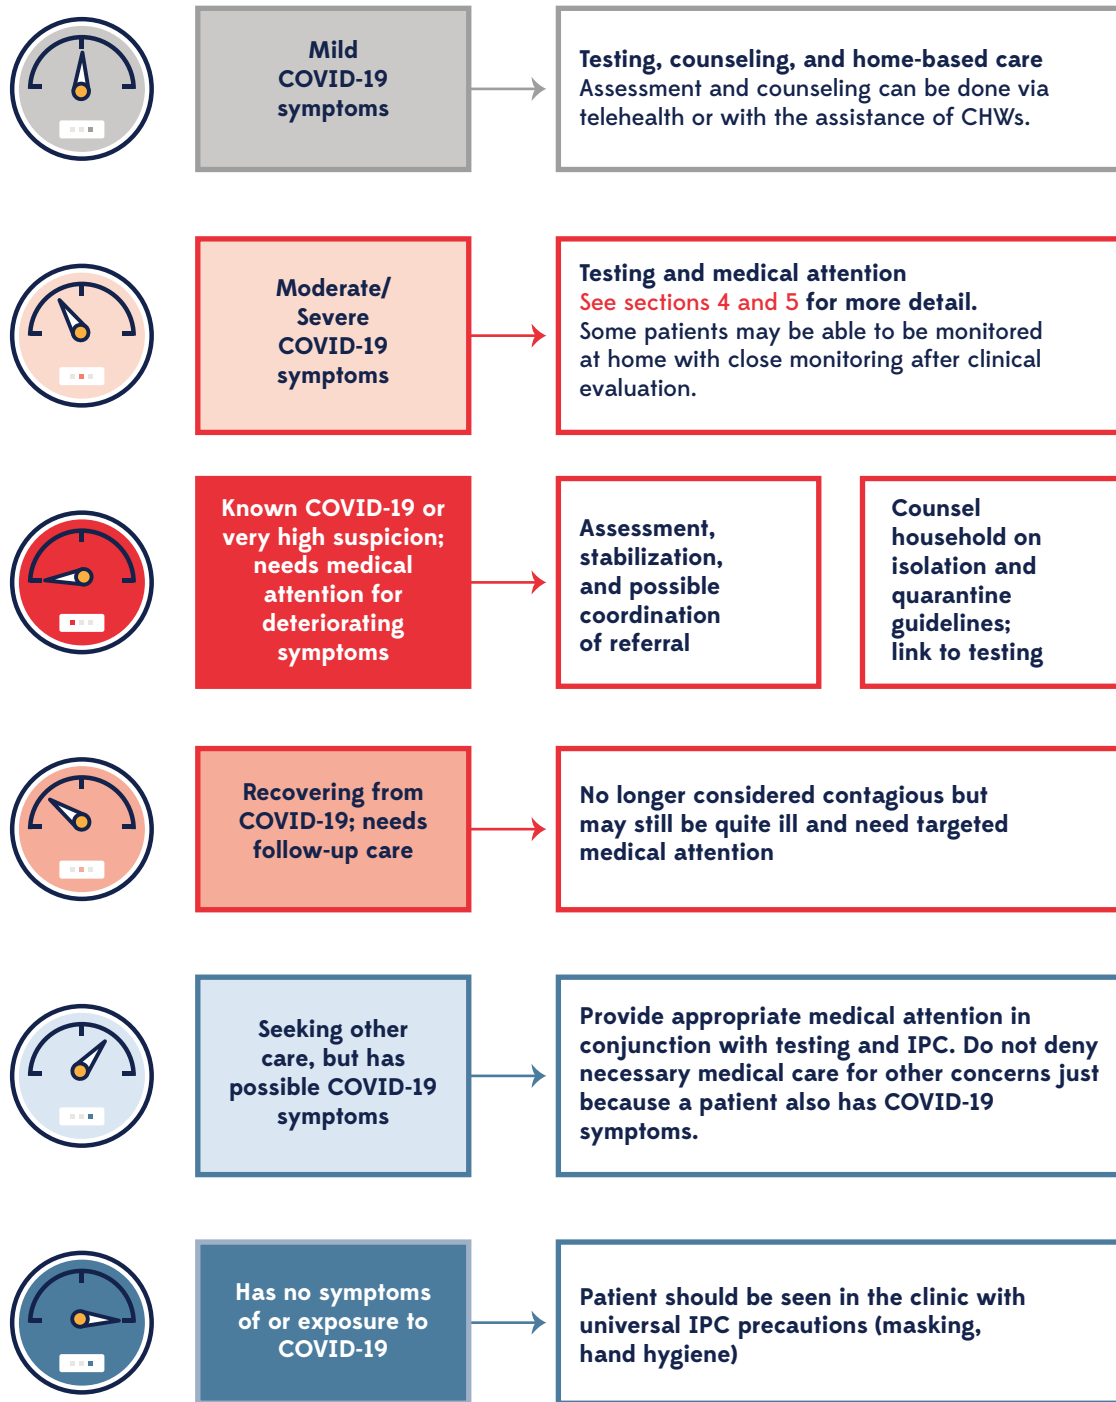 Mild
COVID-19
symptoms
Testing, counseling, and home-based care
Assessment and counseling can be done via
telehealth or with the assistance of CHWs.
Moderate/
Severe
COVID-19
symptoms
Testing and medical attention
See sections 4 and 5 for more detail.
Some patients may be able to be monitored
at home with close monitoring after clinical
evaluation.
Known COVID-19 or
very high suspicion;
needs medical
attention for
deteriorating
symptoms
Assessment,
stabilization,
and possible
coordination
of referral
Counsel
household on
isolation and
quarantine
guidelines;
link to testing
Recovering from
COVID-19; needs
follow-up care
No longer considered contagious but
may still be quite ill and need targeted
medical attention
Seeking other
care, but has
possible COVID-19
symptoms
Provide appropriate medical attention in
conjunction with testing and IPC. Do not deny
necessary medical care for other concerns just
because a patient also has COVID-19
symptoms.
Has no symptoms
of or exposure to
COVID-19
Patient should be seen in the clinic with
universal IPC precautions (masking,
hand hygiene)